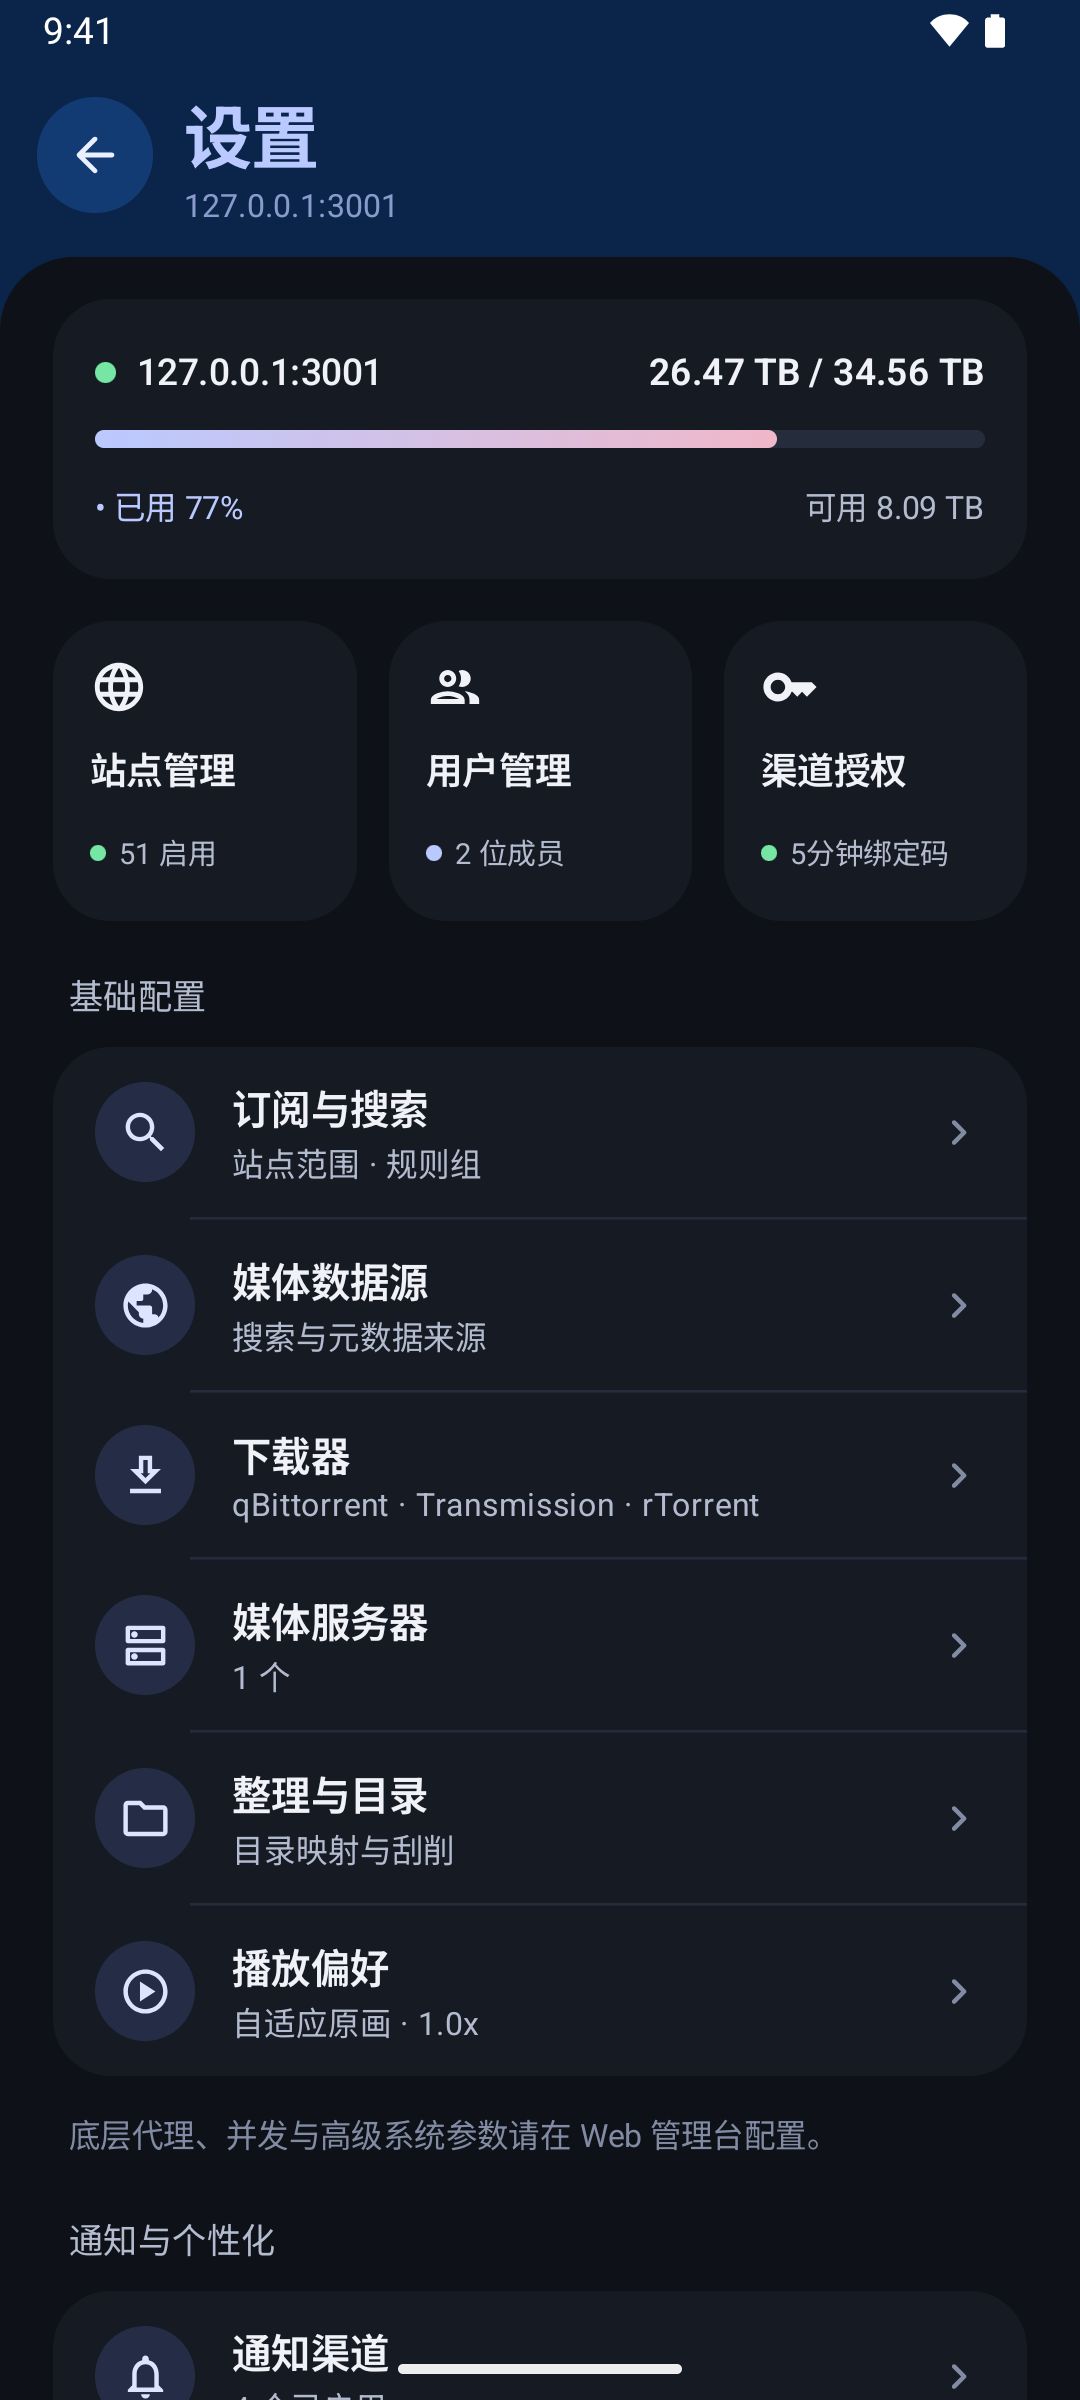 9:41
设置
127.0.0.1:3001
127.0.0.1:3001
26.47 TB / 34.56 TB
• 已用 77%
可用 8.09 TB
站点管理
用户管理
渠道授权
51 启用
2 位成员
5分钟绑定码
基础配置
订阅与搜索
站点范围 · 规则组
媒体数据源
搜索与元数据来源
下载器
qBittorrent · Transmission · rTorrent
媒体服务器
1 个
整理与目录
目录映射与刮削
播放偏好
自适应原画 · 1.0x
底层代理、并发与高级系统参数请在 Web 管理台配置。
通知与个性化
通知渠道